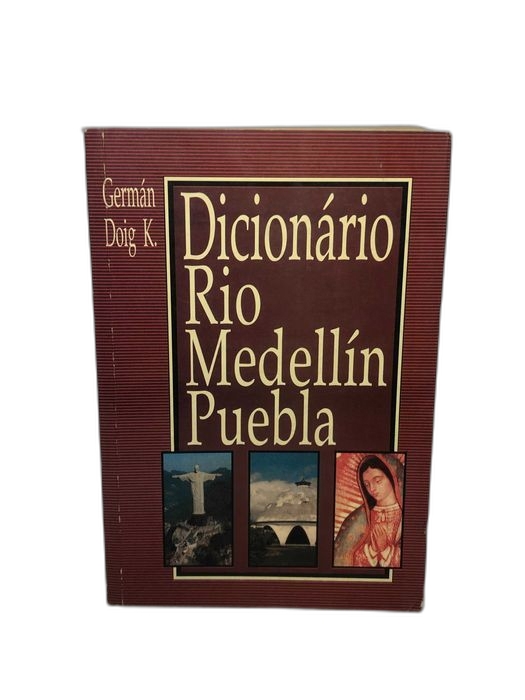 Germán
Doig K.
Dicionário
Rio
Medellín
Puebla